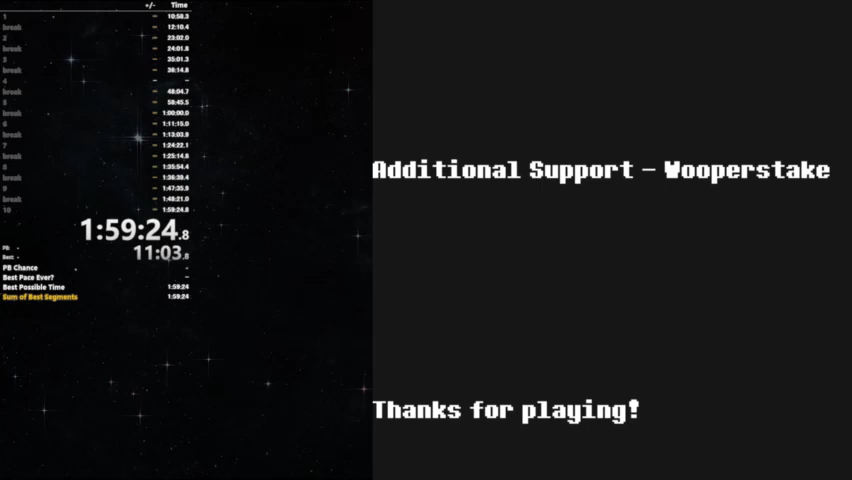 +/- Time
1 — 10:58.3
break — 12:10.4
2 — 23:02.0
break — 24:01.8
3 — 35:01.3
break — 36:14.8
4 — –
break — 48:04.7
5 — 58:45.5
break — 1:00:00.0
6 — 1:11:15.0
break — 1:13:03.9
7 — 1:24:22.1
break — 1:25:14.8
8 — 1:35:54.4
break — 1:36:39.4
9 — 1:47:35.8
break — 1:48:21.0
10 — 1:59:24.8
1:59:24.8
11:03.8
PB: -
Best: -
PB Chance -
Best Pace Ever? –
Best Possible Time 1:59:24
Sum of Best Segments 1:59:24
Additional Support - Wooperstake
Thanks for playing!